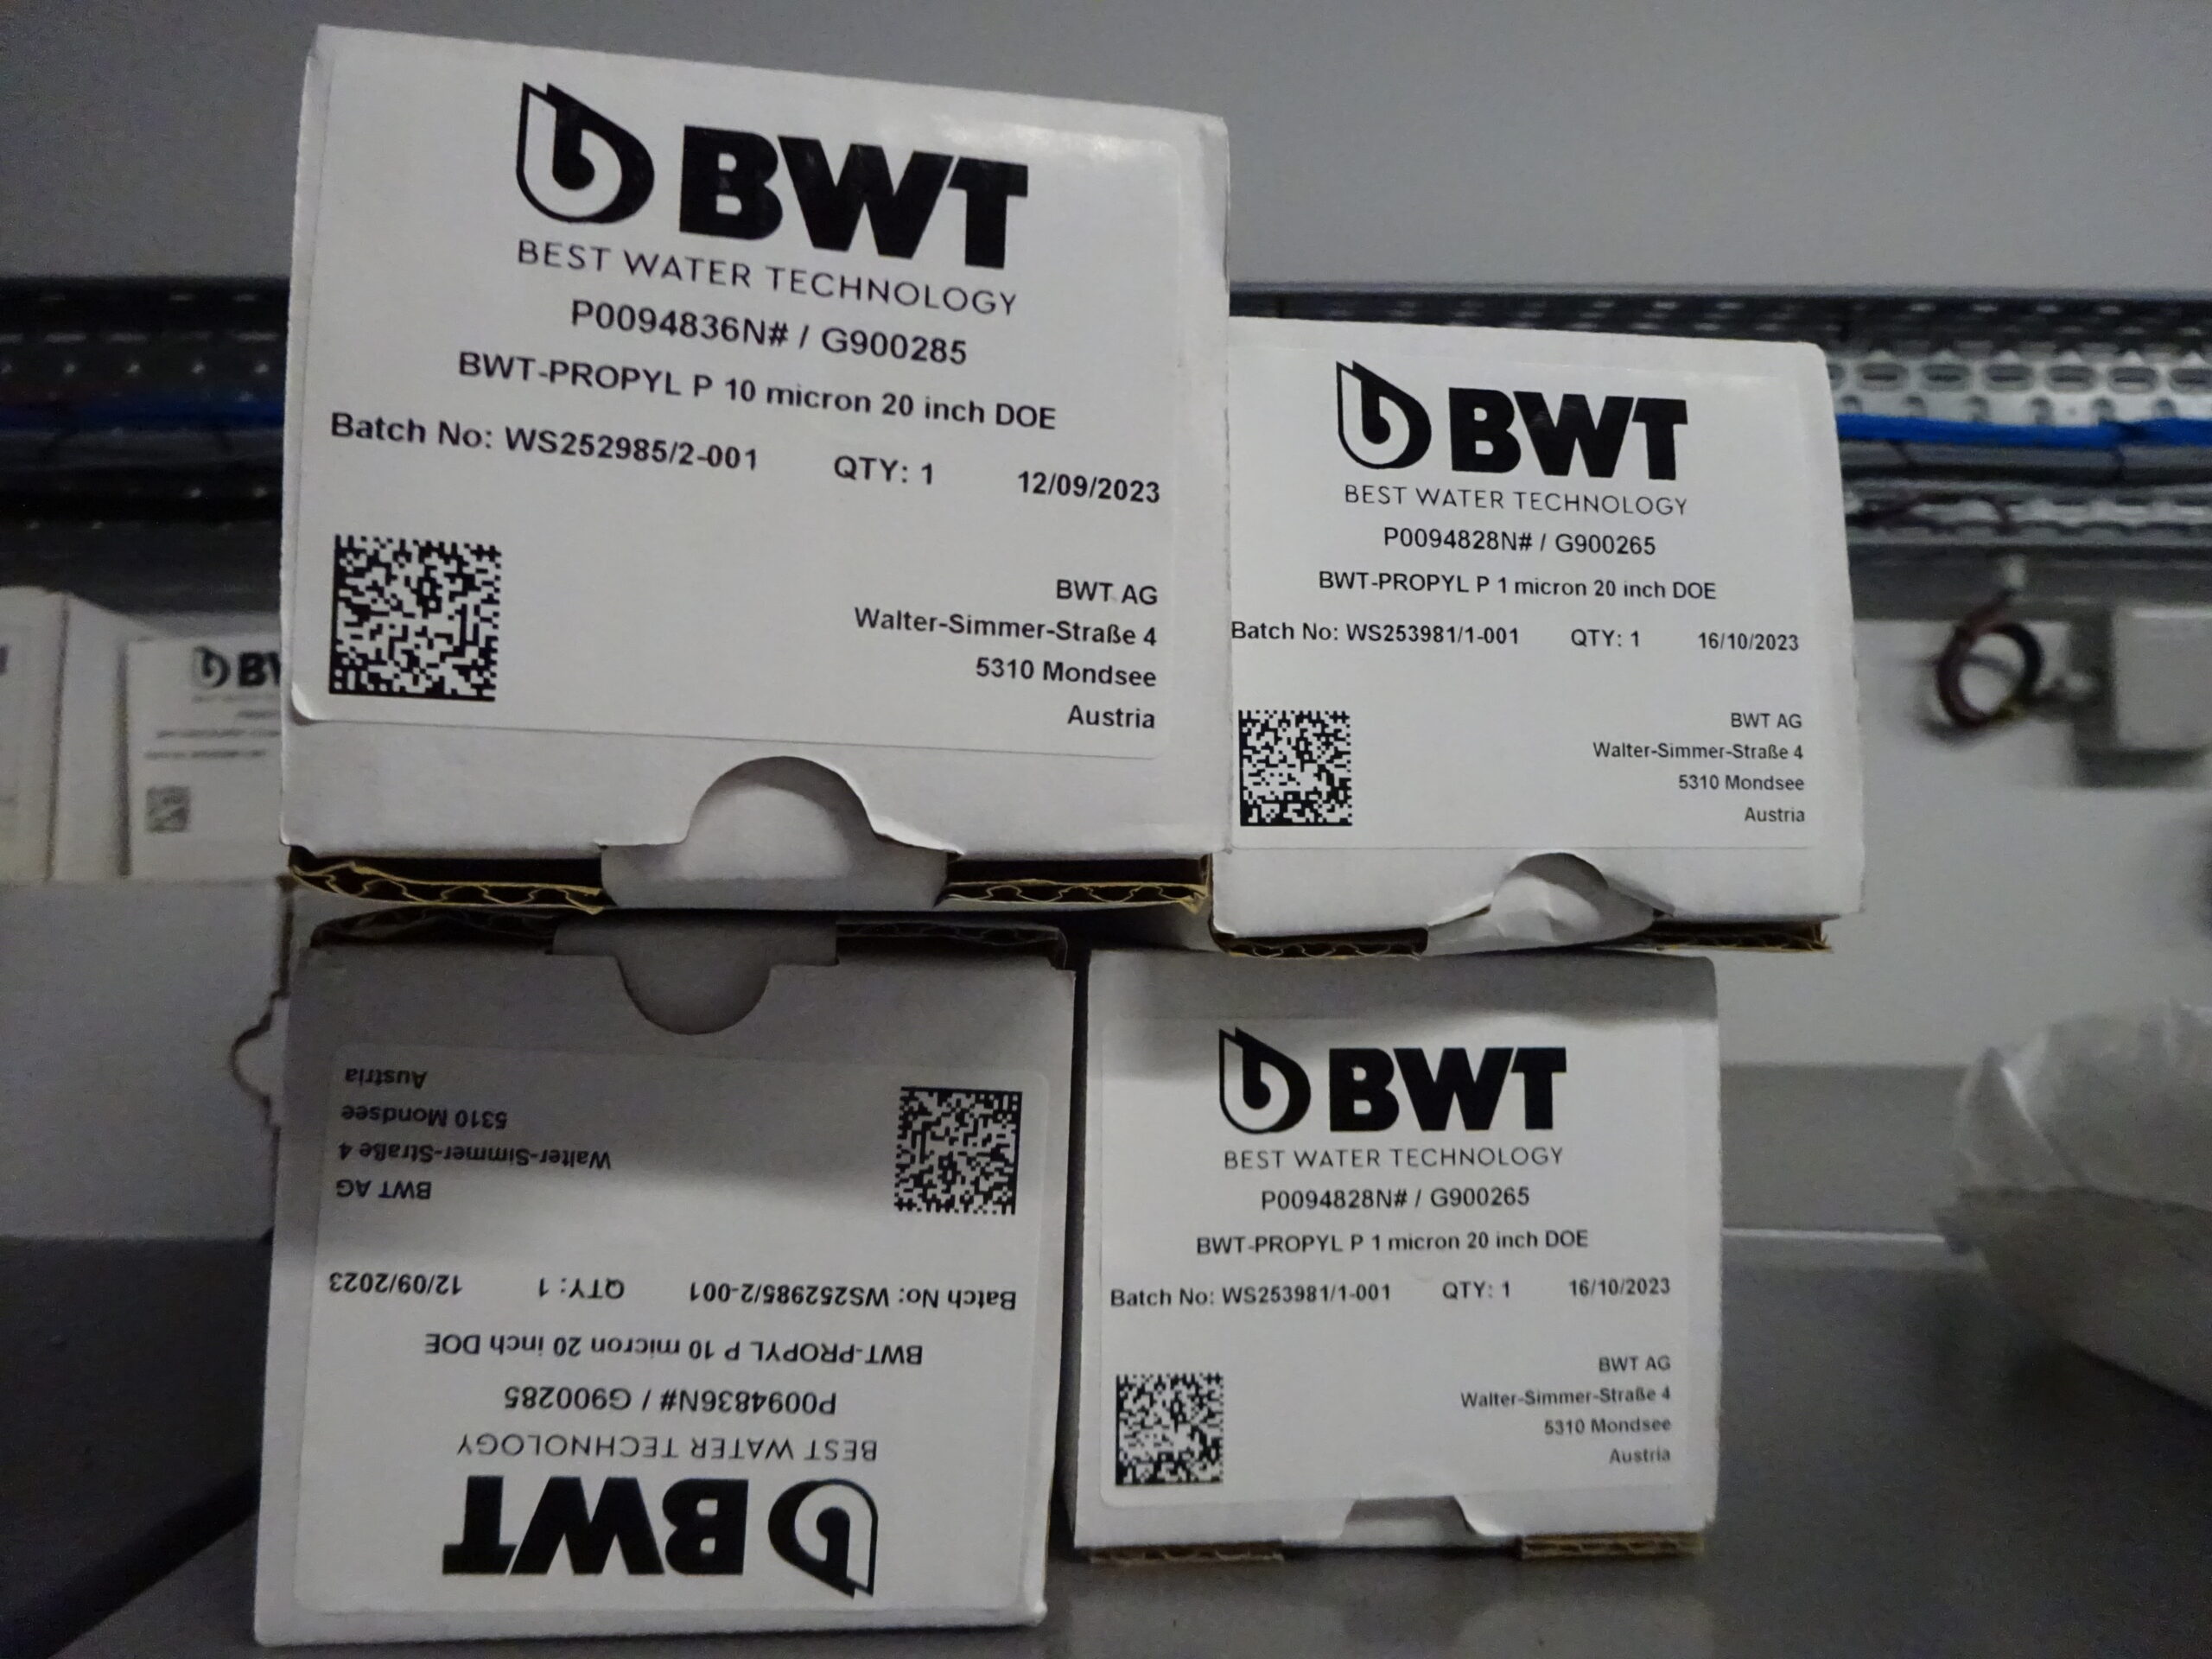 BWT
BEST WATER TECHNOLOGY
P0094836N# / G900285
BWT-PROPYL P 10 micron 20 inch DOE
Batch No: WS252985/2-001 QTY: 1 12/09/2023
BWT AG
Walter-Simmer-Straße 4
5310 Mondsee
Austria
BWT
BEST WATER TECHNOLOGY
P0094828N# / G900265
BWT-PROPYL P 1 micron 20 inch DOE
Batch No: WS253981/1-001 QTY: 1 16/10/2023
BWT AG
Walter-Simmer-Straße 4
5310 Mondsee
Austria
BWT
BEST WATER TECHNOLOGY
P0094836N# / G900285
BWT-PROPYL P 10 micron 20 inch DOE
Batch No: WS252985/2-001 QTY: 1 12/09/2023
BWT AG
Walter-Simmer-Straße 4
5310 Mondsee
Austria
BWT
BEST WATER TECHNOLOGY
P0094828N# / G900265
BWT-PROPYL P 1 micron 20 inch DOE
Batch No: WS253981/1-001 QTY: 1 16/10/2023
BWT AG
Walter-Simmer-Straße 4
5310 Mondsee
Austria